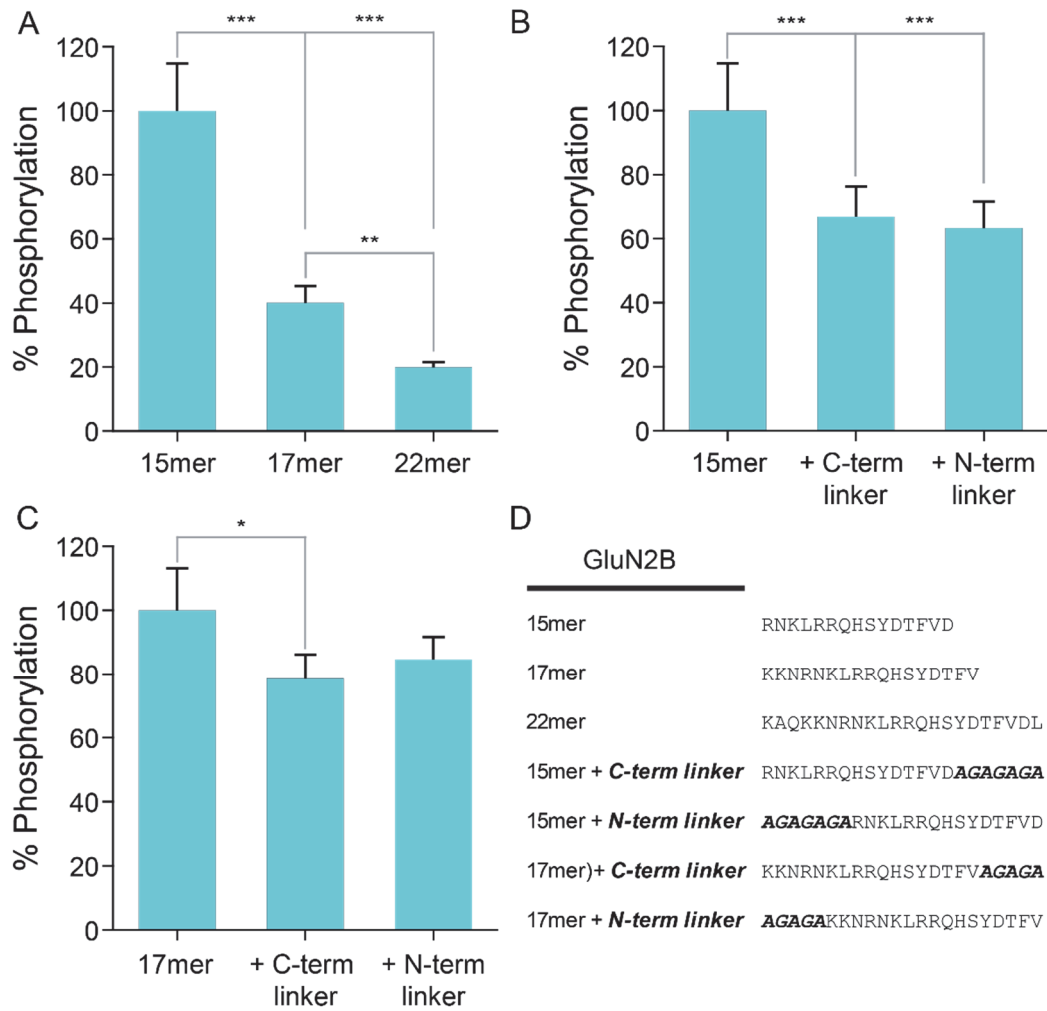 A
***
***
120
100
80
60
40
20
0
% Phosphorylation
**
15mer
17mer
22mer
B
***
***
120
100
80
60
40
20
0
% Phosphorylation
15mer
+ C-term
linker
+ N-term
linker
C
*
120
100
80
60
40
20
0
% Phosphorylation
17mer
+ C-term
linker
+ N-term
linker
D
GluN2B
15mer RNKLRRQHSYDTFVD
17mer KKNRNKLRRQHSYDTFV
22mer KAQKKNRNKLRRQHSYDTFVDL
15mer + C-term linker RNKLRRQHSYDTFVDAGAGAGA
15mer + N-term linker AGAGAGARNKLRRQHSYDTFVD
17mer)+ C-term linker KKNRNKLRRQHSYDTFVAGAGA
17mer + N-term linker AGAGAKKNRNKLRRQHSYDTFV